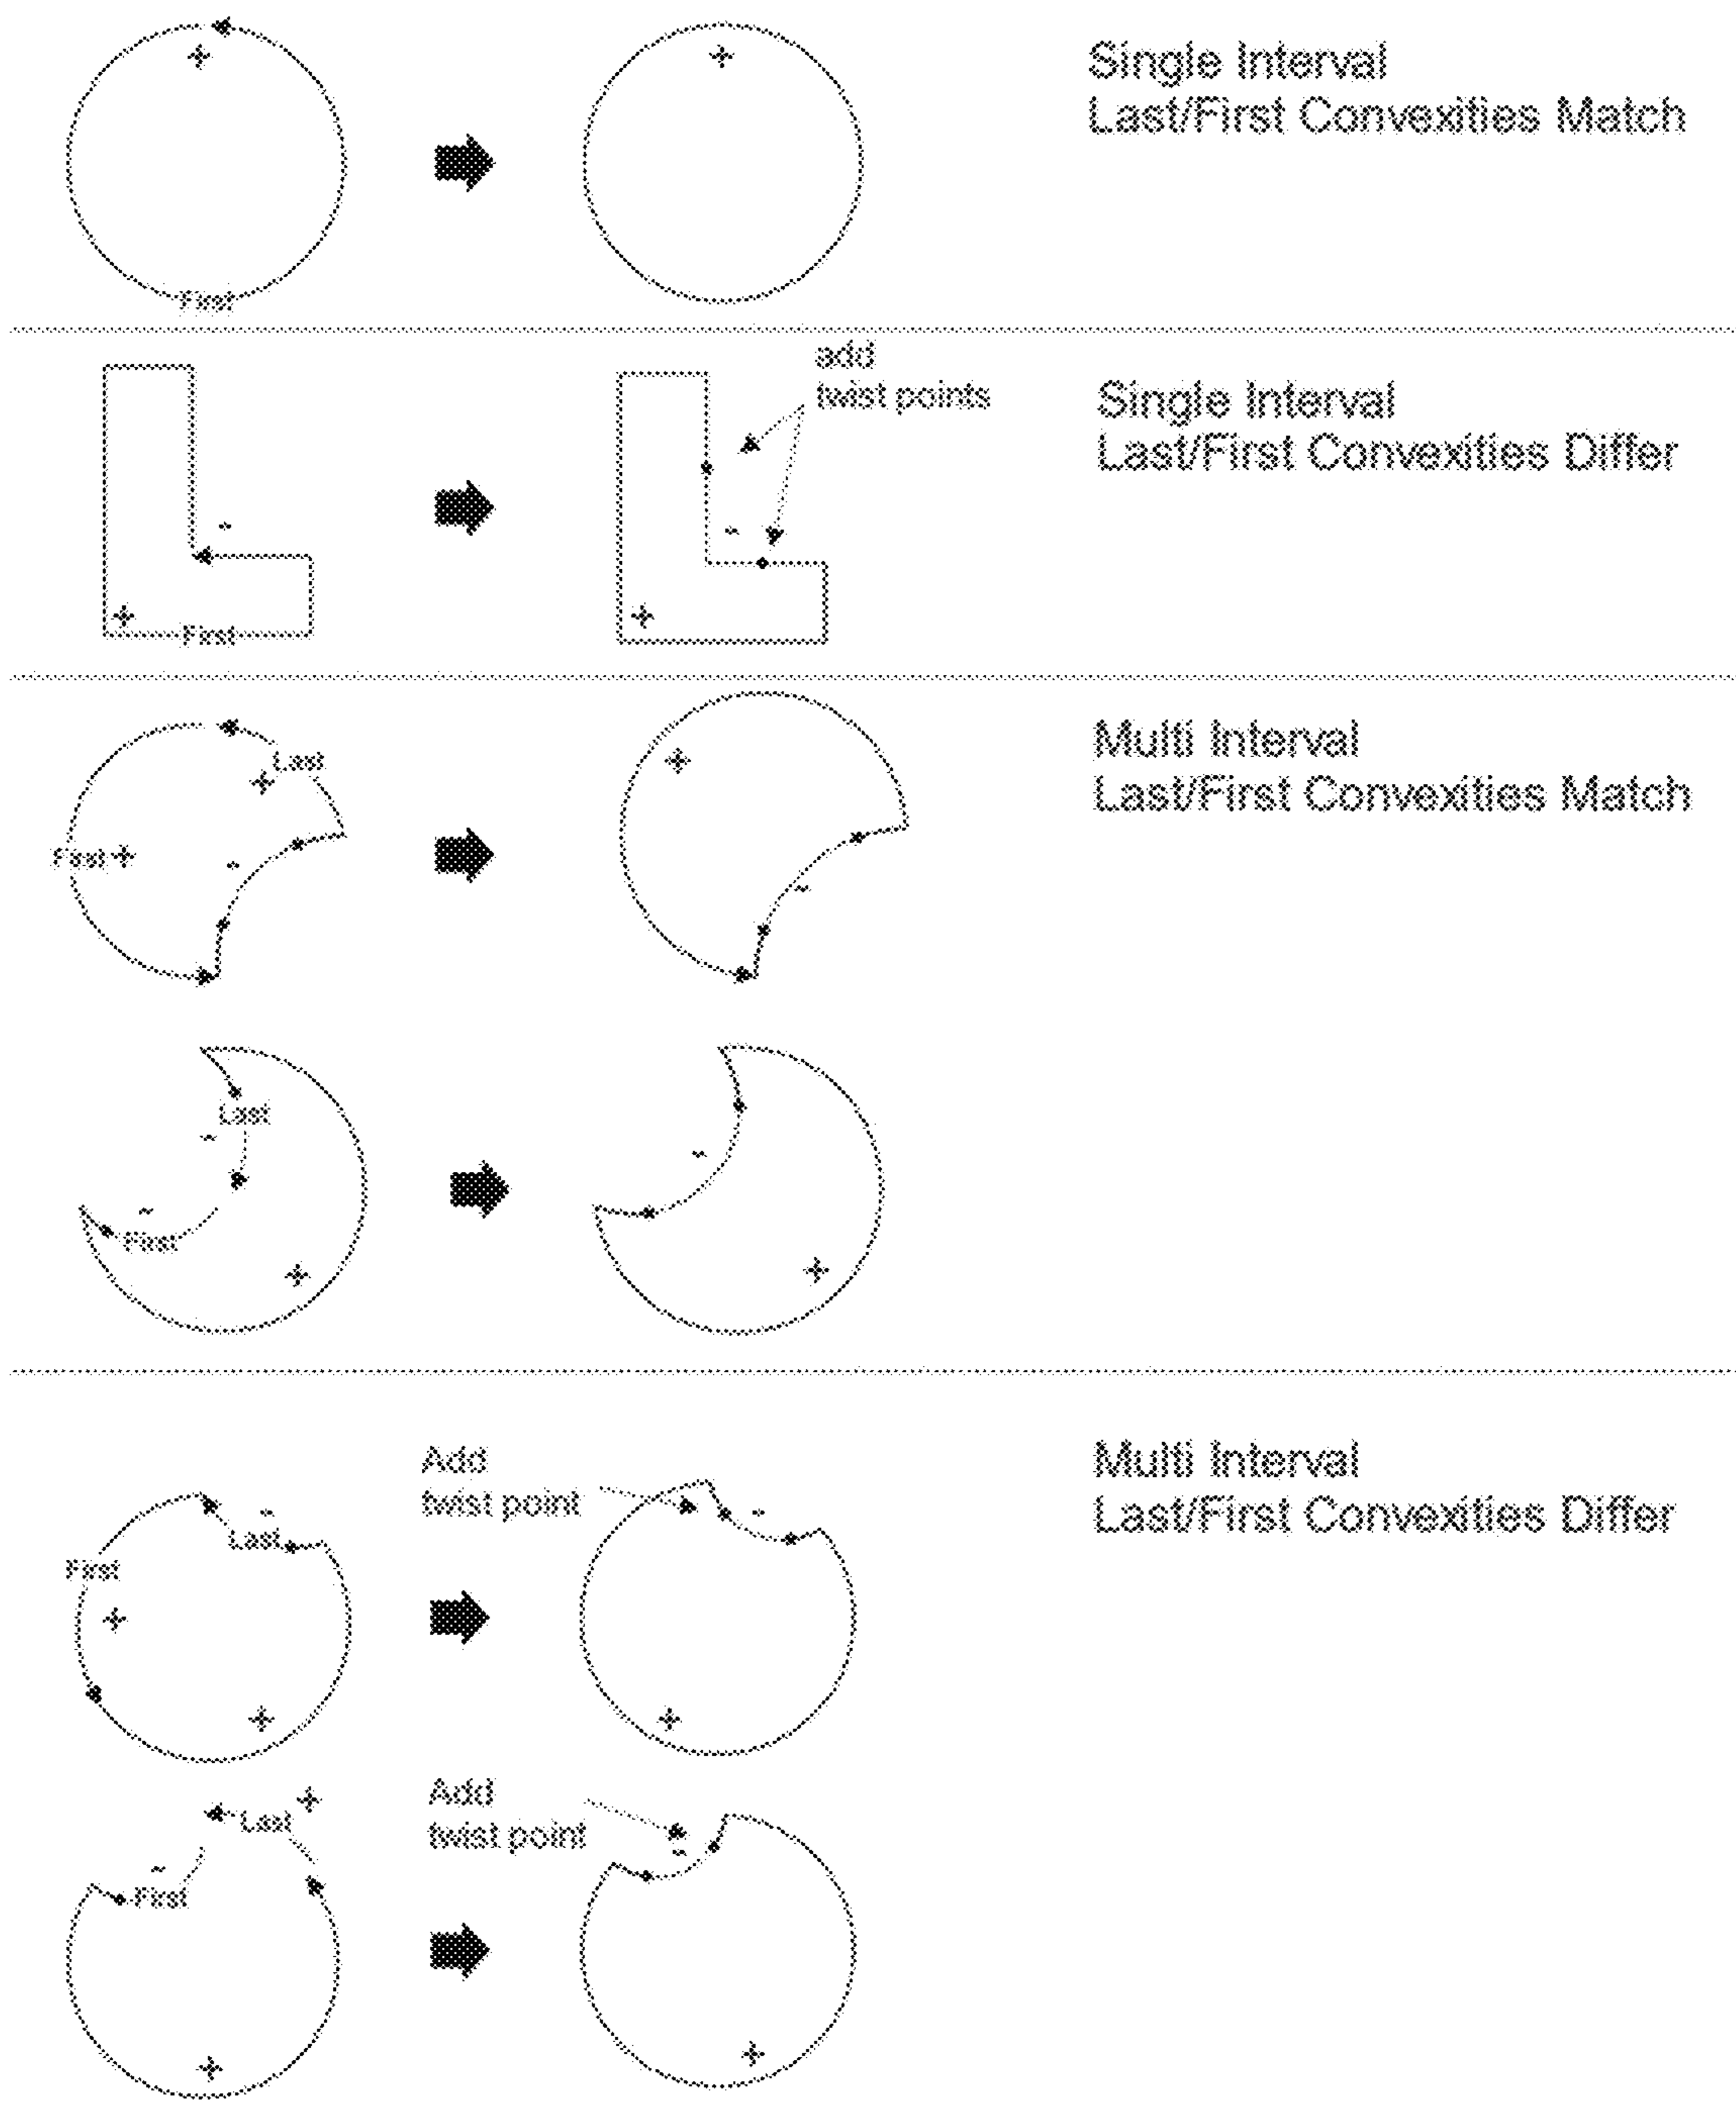 Single Interval
Last/First Convexities Match
+
+
First
add
twist points
Single Interval
Last/First Convexities Differ
-
-
+
First
+
Multi Interval
Last/First Convexities Match
Last
+
+
First +
-
-
Last
-
-
-
First
+
+
Multi Interval
Last/First Convexities Differ
Add
twist point
-
Last
-
First
+
+
+
Add
twist point
+
Last
-
-
First
+
+